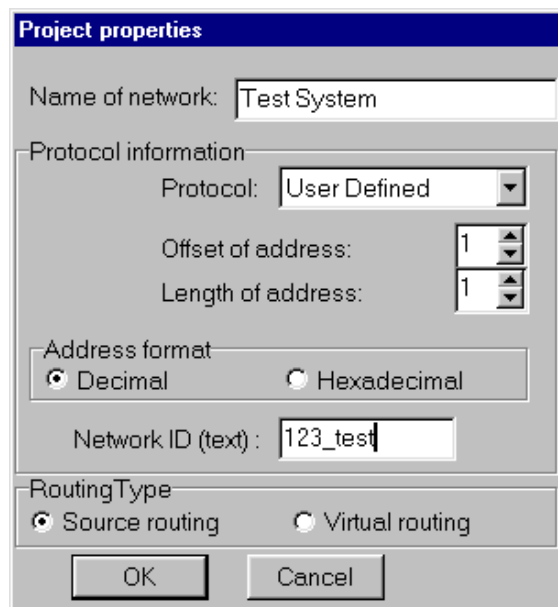 Project properties
Name of network: Test System
Protocol information
Protocol: User Defined
Offset of address: 1
Length of address: 1
Address format
Decimal Hexadecimal
Network ID (text) : 123_test
RoutingType
Source routing Virtual routing
OK Cancel